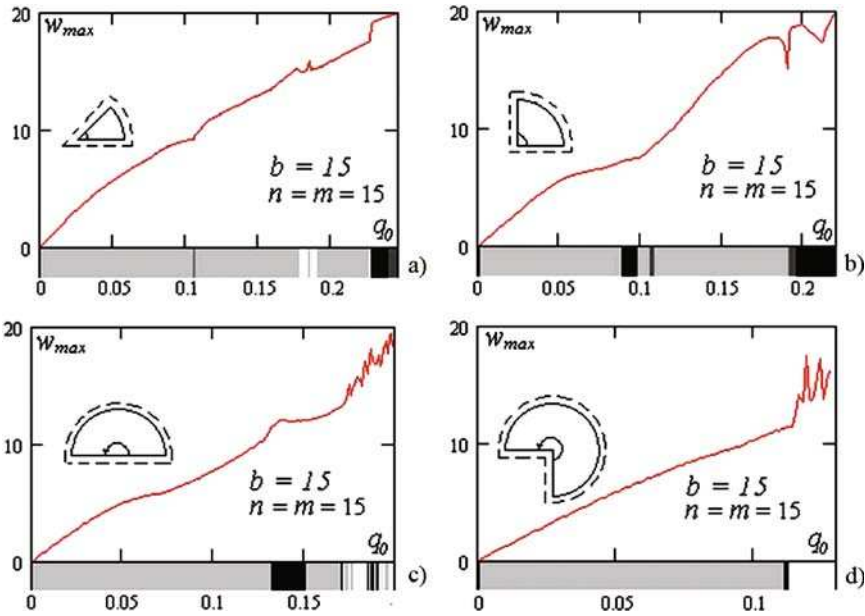 20
w_max
10
b = 15
n = m = 15
0
q_0
0 0.05 0.1 0.15 0.2
a)
20
w_max
10
b = 15
n = m = 15
0
q_0
0 0.05 0.1 0.15 0.2
b)
20
w_max
10
b = 15
n = m = 15
0
q_0
0 0.05 0.1 0.15
c)
20
w_max
10
b = 15
n = m = 15
0
q_0
0 0.05 0.1
d)